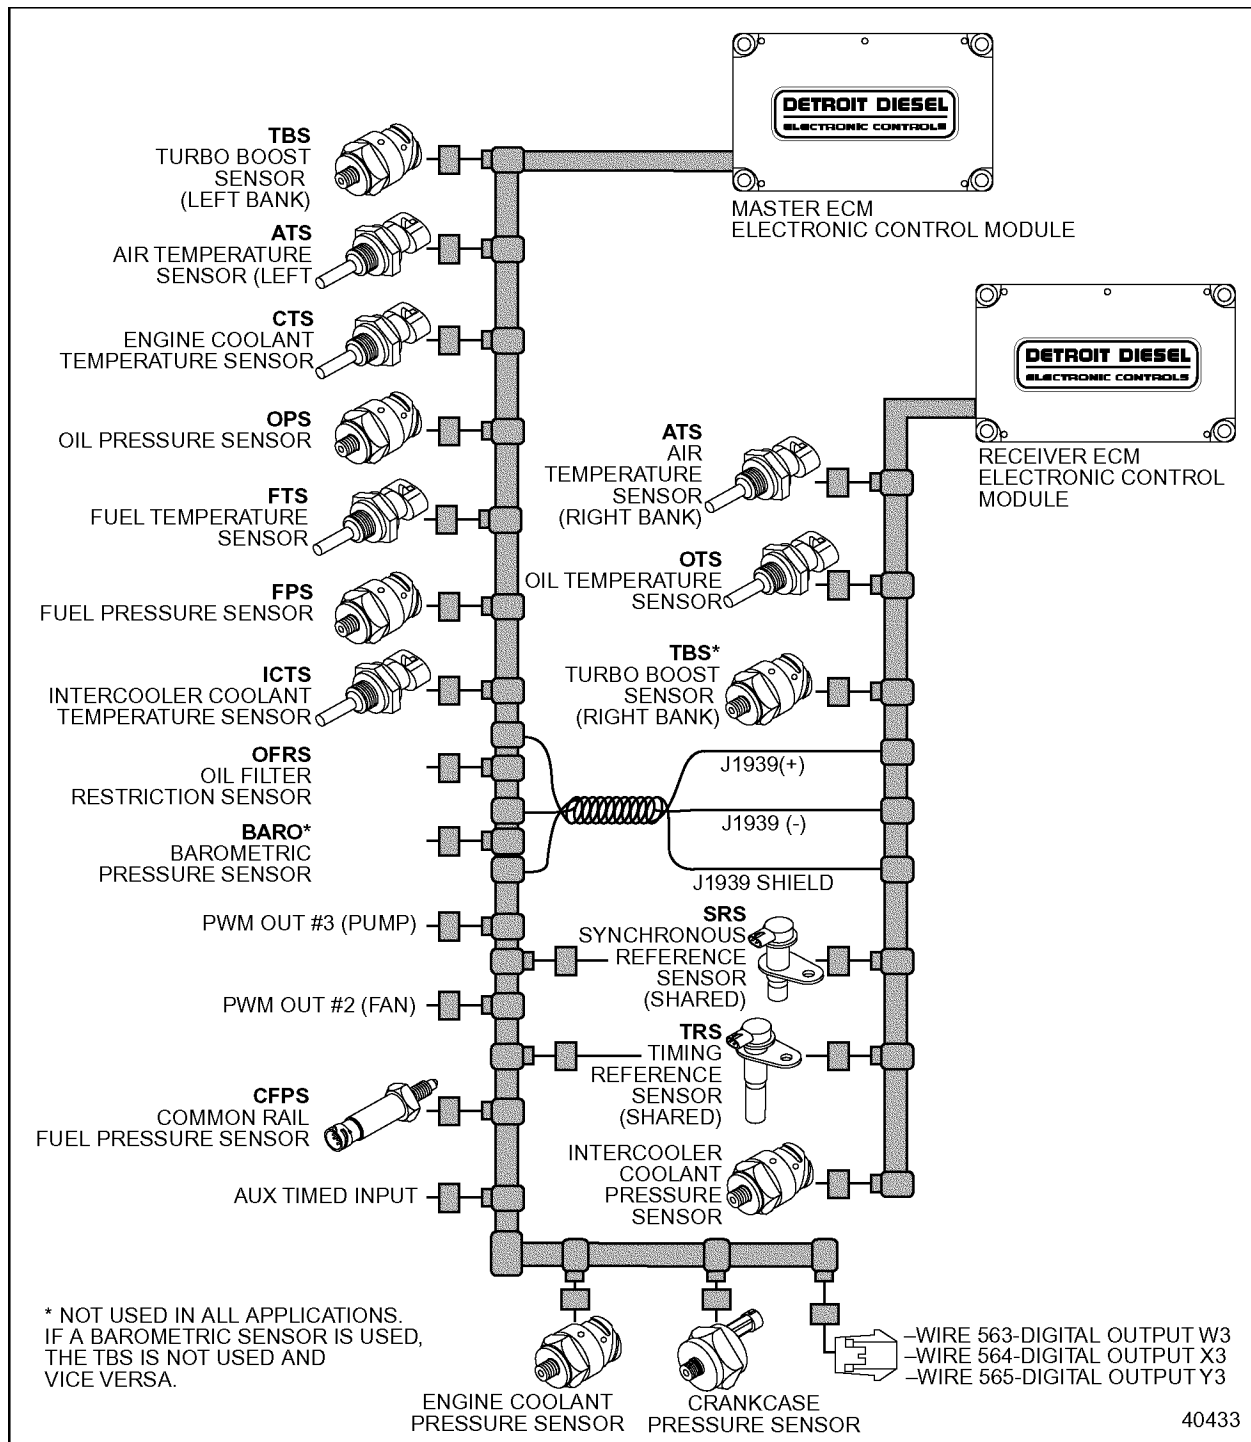 DETROIT DIESEL
ELECTRONIC CONTROLS
MASTER ECM
ELECTRONIC CONTROL MODULE
TBS
TURBO BOOST
SENSOR
(LEFT BANK)
ATS
AIR TEMPERATURE
SENSOR (LEFT
CTS
ENGINE COOLANT
TEMPERATURE SENSOR
OPS
OIL PRESSURE SENSOR
FTS
FUEL TEMPERATURE
SENSOR
FPS
FUEL PRESSURE SENSOR
ICTS
INTERCOOLER COOLANT
TEMPERATURE SENSOR
OFRS
OIL FILTER
RESTRICTION SENSOR
BARO*
BAROMETRIC
PRESSURE SENSOR
PWM OUT #3 (PUMP)
PWM OUT #2 (FAN)
CFPS
COMMON RAIL
FUEL PRESSURE SENSOR
AUX TIMED INPUT
DETROIT DIESEL
ELECTRONIC CONTROLS
RECEIVER ECM
ELECTRONIC CONTROL
MODULE
ATS
AIR
TEMPERATURE
SENSOR
(RIGHT BANK)
OTS
OIL TEMPERATURE
SENSOR
TBS*
TURBO BOOST
SENSOR
(RIGHT BANK)
J1939(+)
J1939 (-)
J1939 SHIELD
SRS
SYNCHRONOUS
REFERENCE
SENSOR
(SHARED)
TRS
TIMING
REFERENCE
SENSOR
(SHARED)
INTERCOOLER
COOLANT
PRESSURE
SENSOR
* NOT USED IN ALL APPLICATIONS.
IF A BAROMETRIC SENSOR IS USED,
THE TBS IS NOT USED AND
VICE VERSA.
ENGINE COOLANT
PRESSURE SENSOR
CRANKCASE
PRESSURE SENSOR
–WIRE 563-DIGITAL OUTPUT W3
–WIRE 564-DIGITAL OUTPUT X3
–WIRE 565-DIGITAL OUTPUT Y3
40433